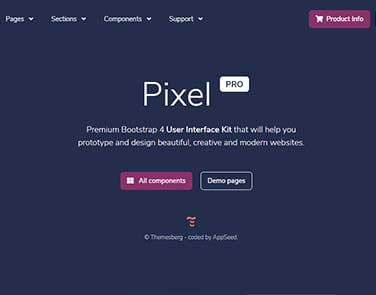 Pages Sections Components Support Product Info
Pixel PRO
Premium Bootstrap 4 User Interface Kit that will help you
prototype and design beautiful, creative and modern websites.
All components Demo pages
© Themesberg - coded by AppSeed.